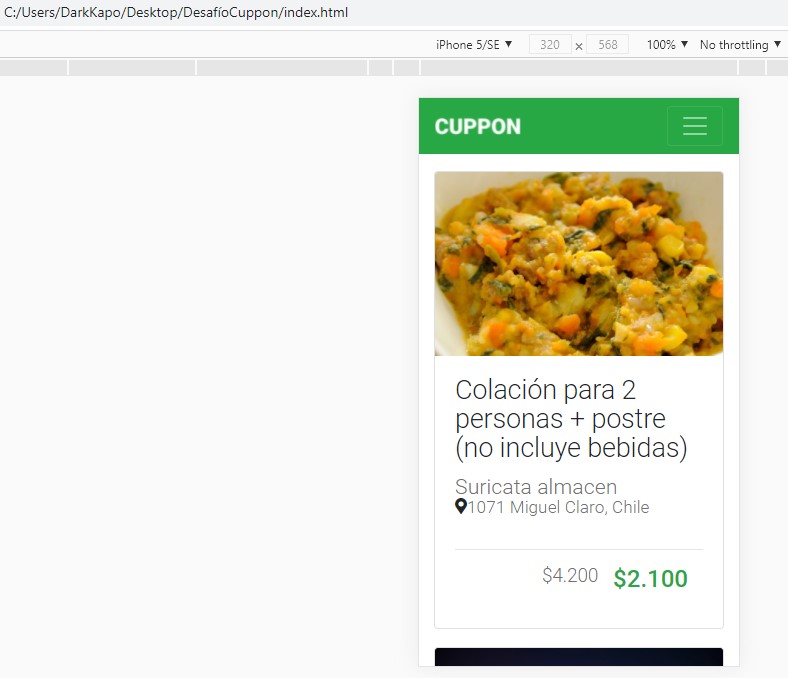 C:/Users/DarkKapo/Desktop/DesafíoCuppon/index.html
iPhone 5/SE ▼ 320 × 568 100% ▼ No throttling ▼
CUPPON
Colación para 2
personas + postre
(no incluye bebidas)
Suricata almacen
1071 Miguel Claro, Chile
$4.200 $2.100